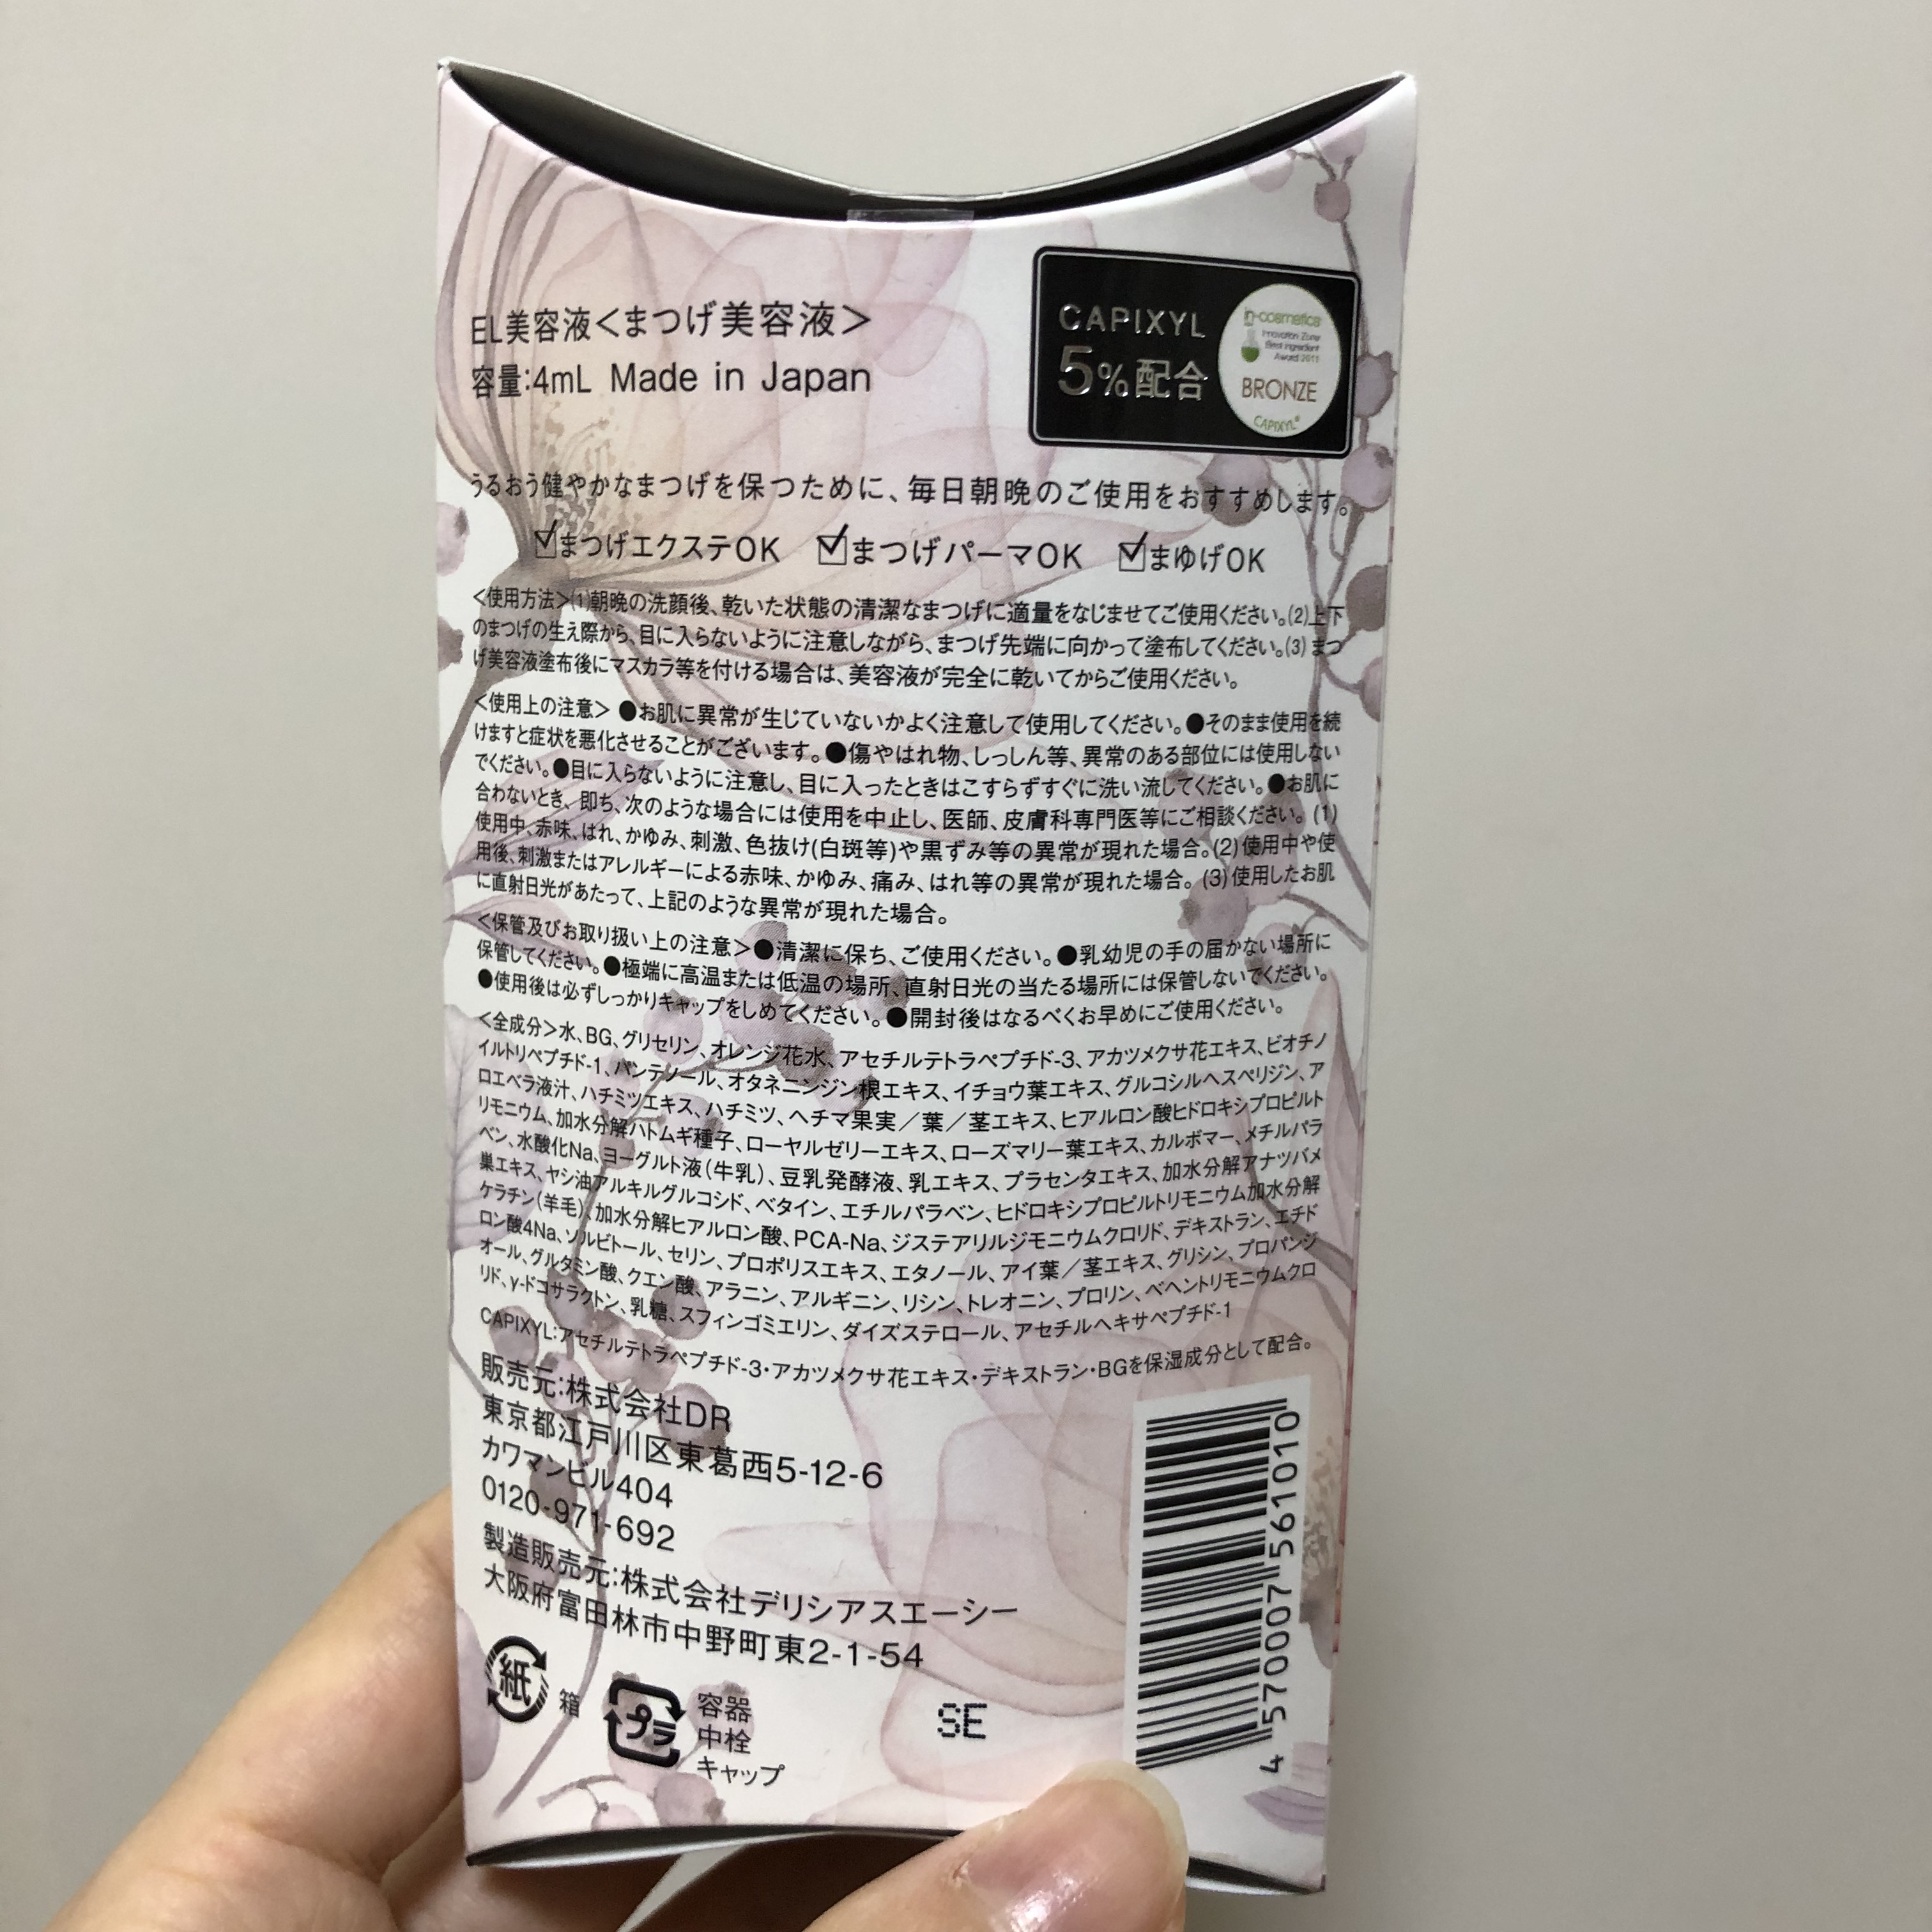 EL美容液<まつげ美容液>
容量:4mL Made in Japan
CAPIXYL
5%配合
in-cosmetics
Innovation Zone
Best Ingredient
Award 2011
BRONZE
CAPIXYL®
うるおう健やかなまつげを保つために、毎日朝晩のご使用をおすすめします。
まつげエクステOK まつげパーマOK まゆげOK
<使用方法>(1)朝晩の洗顔後、乾いた状態の清潔なまつげに適量をなじませてご使用ください。(2)上下
のまつげの生え際から、目に入らないように注意しながら、まつげ先端に向かって塗布してください。(3)まつ
げ美容液塗布後にマスカラ等を付ける場合は、美容液が完全に乾いてからご使用ください。
<使用上の注意> ●お肌に異常が生じていないかよく注意して使用してください。●そのまま使用を続
けますと症状を悪化させることがございます。●傷やはれ物、しっしん等、異常のある部位には使用しない
でください。●目に入らないように注意し、目に入ったときはこすらずすぐに洗い流してください。●お肌に
合わないとき、即ち、次のような場合には使用を中止し、医師、皮膚科専門医等にご相談ください。(1)
使用中、赤味、はれ、かゆみ、刺激、色抜け(白斑等)や黒ずみ等の異常が現れた場合。(2)使用中や使
用後、刺激またはアレルギーによる赤味、かゆみ、痛み、はれ等の異常が現れた場合。(3)使用したお肌
に直射日光があたって、上記のような異常が現れた場合。
<保管及びお取り扱い上の注意>●清潔に保ち、ご使用ください。●乳幼児の手の届かない場所に
保管してください。●極端に高温または低温の場所、直射日光の当たる場所には保管しないでください。
●使用後は必ずしっかりキャップをしめてください。●開封後はなるべくお早めにご使用ください。
<全成分>水、BG、グリセリン、オレンジ花水、アセチルテトラペプチド-3、アカツメクサ花エキス、ビオチノ
イルトリペプチド-1、パンテノール、オタネニンジン根エキス、イチョウ葉エキス、グルコシルヘスペリジン、ア
ロエベラ液汁、ハチミツエキス、ハチミツ、ヘチマ果実/葉/茎エキス、ヒアルロン酸ヒドロキシプロピルト
リモニウム、加水分解ハトムギ種子、ローヤルゼリーエキス、ローズマリー葉エキス、カルボマー、メチルパラ
ベン、水酸化Na、ヨーグルト液(牛乳)、豆乳発酵液、乳エキス、プラセンタエキス、加水分解アナツバメ
巣エキス、ヤシ油アルキルグルコシド、ベタイン、エチルパラベン、ヒドロキシプロピルトリモニウム加水分解
ケラチン(羊毛)、加水分解ヒアルロン酸、PCA-Na、ジステアリルジモニウムクロリド、デキストラン、エチド
ロン酸4Na、ソルビトール、セリン、プロポリスエキス、エタノール、アイ葉/茎エキス、グリシン、プロパンジ
オール、グルタミン酸、クエン酸、アラニン、アルギニン、リシン、トレオニン、プロリン、ベヘントリモニウムクロ
リド、γ-ドコサラクトン、乳糖、スフィンゴミエリン、ダイズステロール、アセチルヘキサペプチド-1
CAPIXYL:アセチルテトラペプチド-3・アカツメクサ花エキス・デキストラン・BGを保湿成分として配合。
販売元:株式会社DR
東京都江戸川区東葛西5-12-6
カワマンビル404
0120-971-692
製造販売元:株式会社デリシアスエーシー
大阪府富田林市中野町東2-1-54
紙 箱
プラ 容器
中栓
キャップ
SE
4 570007 561010